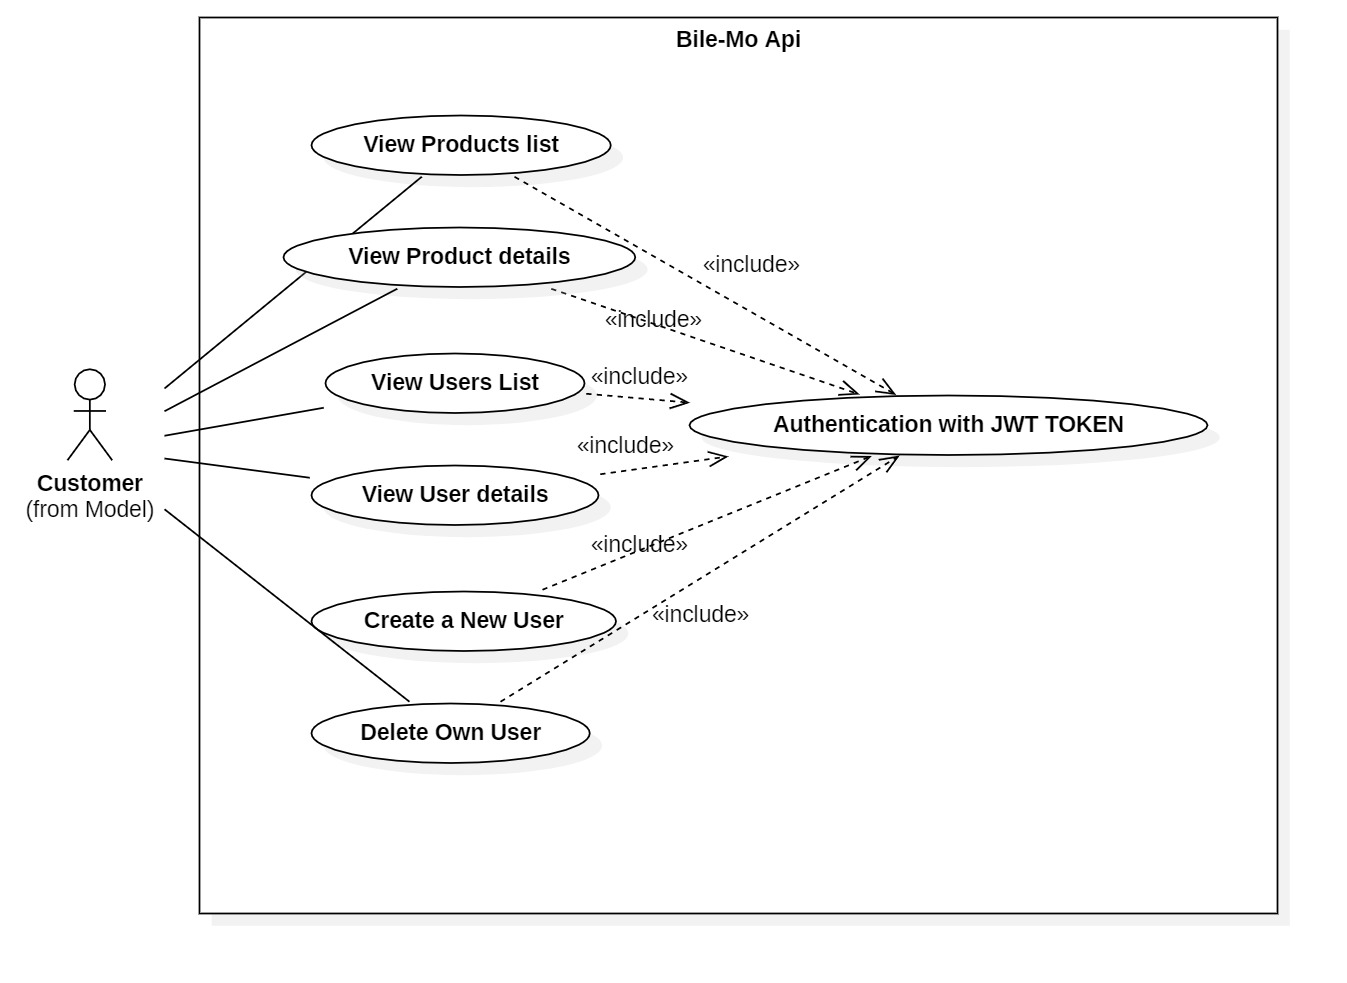 Bile-Mo Api
View Products list
View Product details
«include»
«include»
View Users List
«include»
Authentication with JWT TOKEN
«include»
Customer
(from Model)
View User details
«include»
Create a New User
«include»
Delete Own User